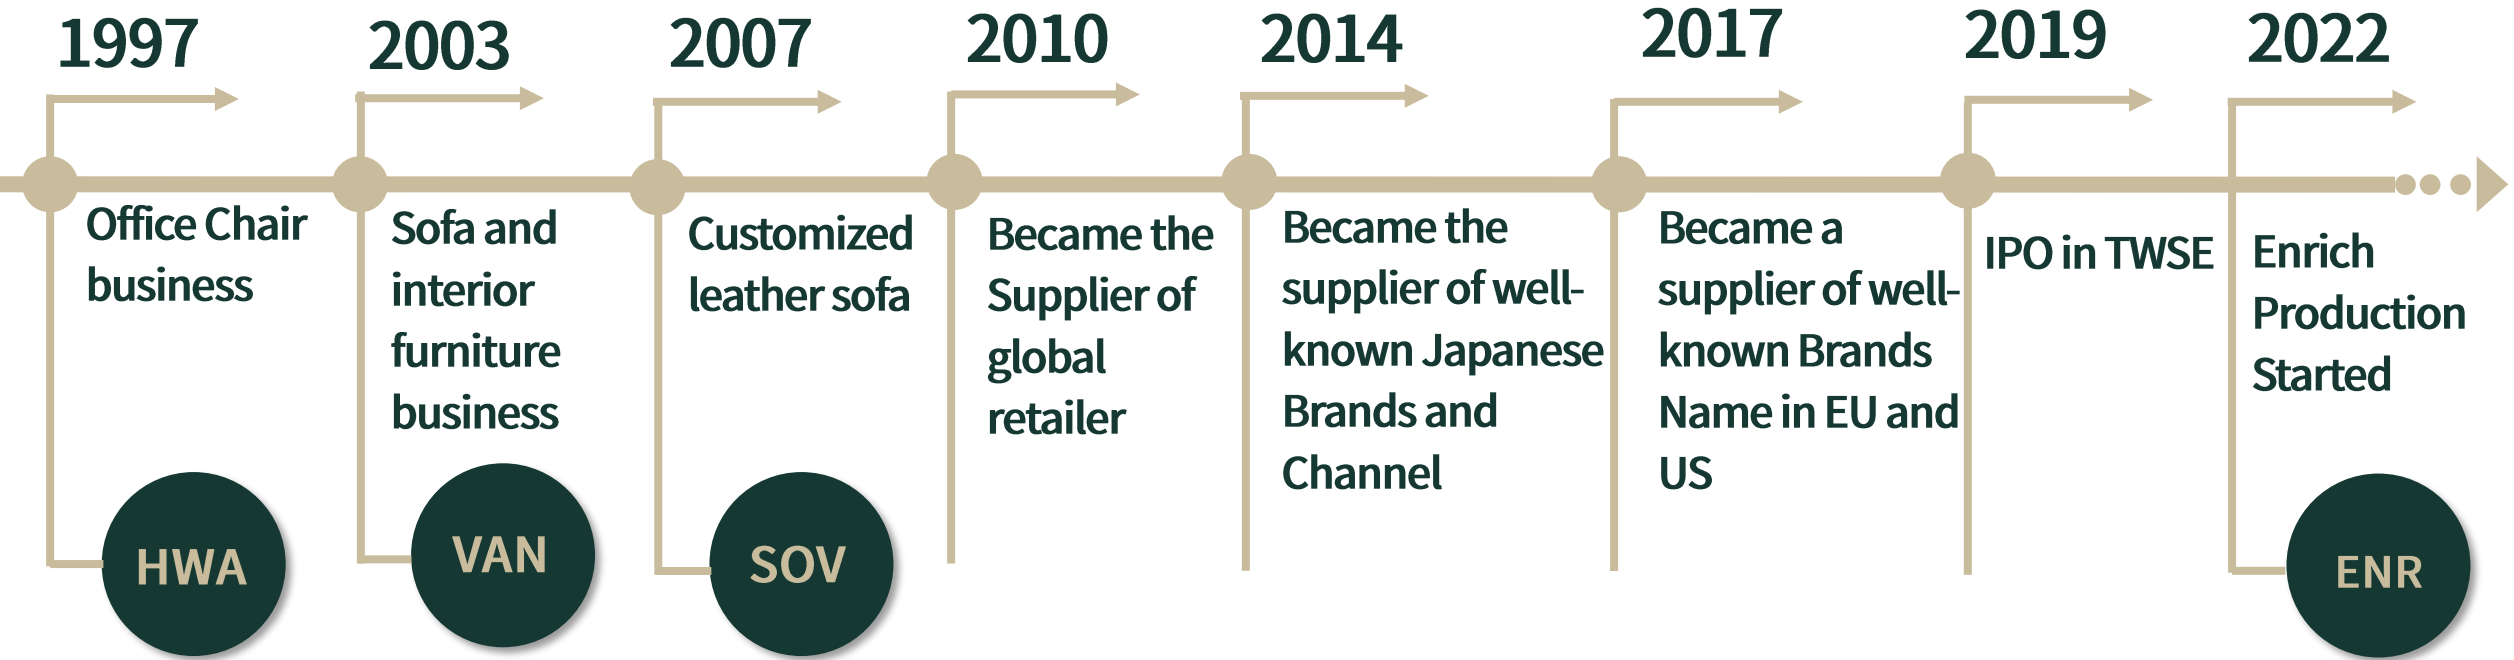 1997
Office Chair
business
HWA
2003
Sofa and
interior
furniture
business
VAN
2007
Customized
leather sofa
SOV
2010
Became the
Supplier of
global
retailer
2014
Became the
supplier of well-
known Japanese
Brands and
Channel
2017
Became a
supplier of well-
known Brands
Name in EU and
US
2019
IPO in TWSE
2022
Enrich
Production
Started
ENR